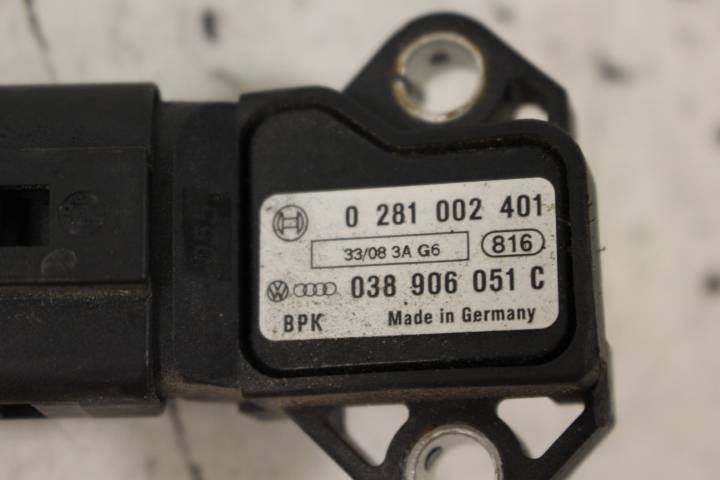 0 281 002 401
33/08 3A G6 816
038 906 051 C
BPK Made in Germany